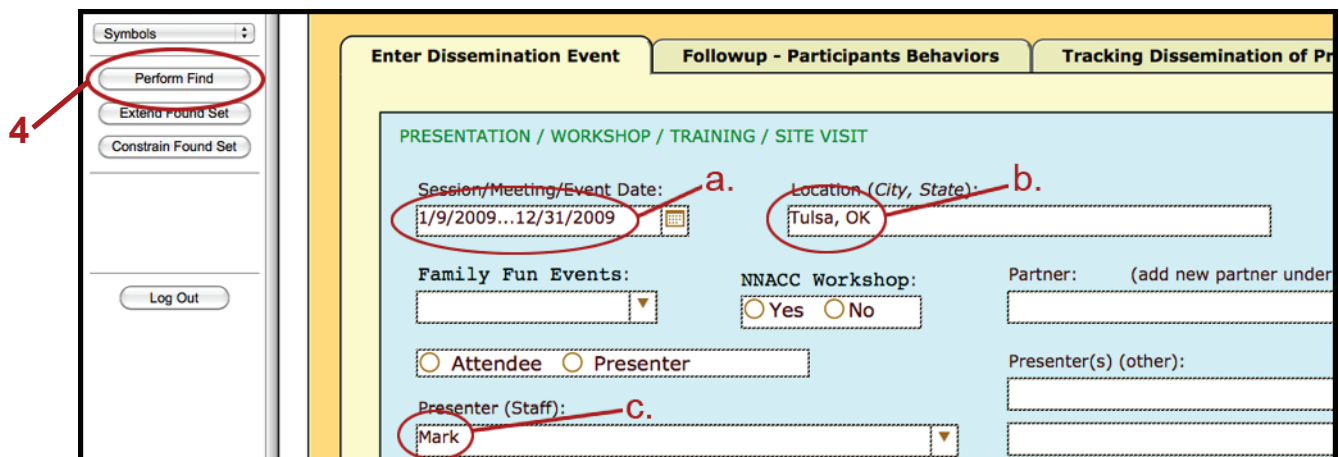 Symbols
Perform Find
Extend Found Set
Constrain Found Set
Log Out
4
Enter Dissemination Event
Followup - Participants Behaviors
Tracking Dissemination of Pr
PRESENTATION / WORKSHOP / TRAINING / SITE VISIT
Session/Meeting/Event Date:
a.
1/9/2009...12/31/2009
Location (City, State):
b.
Tulsa, OK
Family Fun Events:
NNACC Workshop:
Yes No
Partner: (add new partner under
Attendee Presenter
Presenter(s) (other):
Presenter (Staff):
c.
Mark